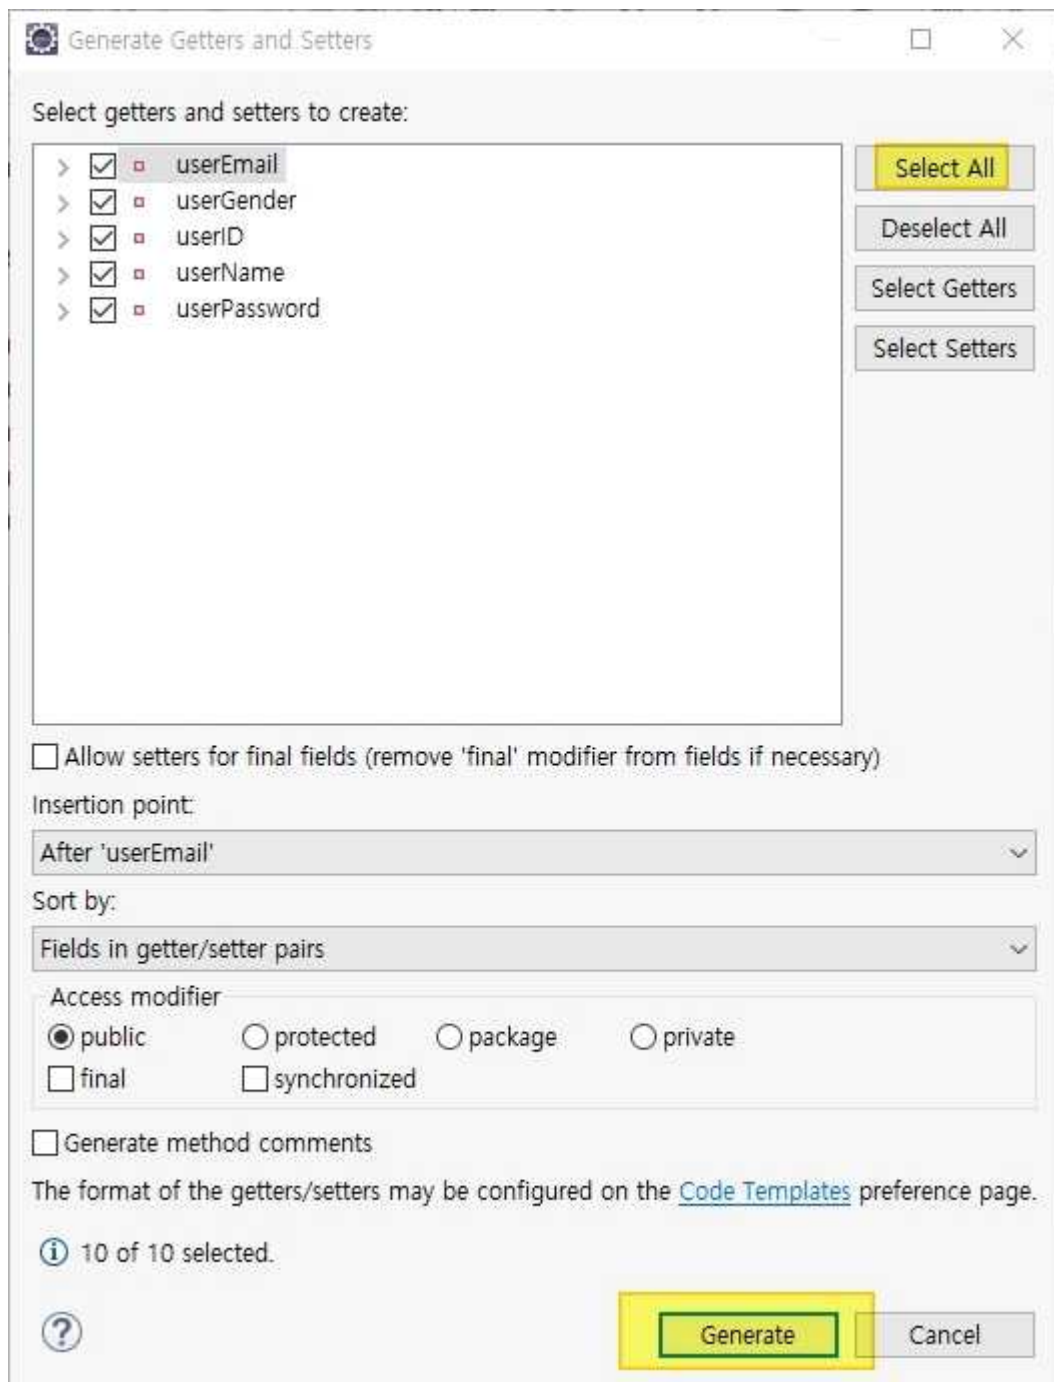 Generate Getters and Setters
Select getters and setters to create:
userEmail
userGender
userID
userName
userPassword
Select All
Deselect All
Select Getters
Select Setters
Allow setters for final fields (remove 'final' modifier from fields if necessary)
Insertion point:
After 'userEmail'
Sort by:
Fields in getter/setter pairs
Access modifier
public protected package private
final synchronized
Generate method comments
The format of the getters/setters may be configured on the Code Templates preference page.
10 of 10 selected.
Generate Cancel